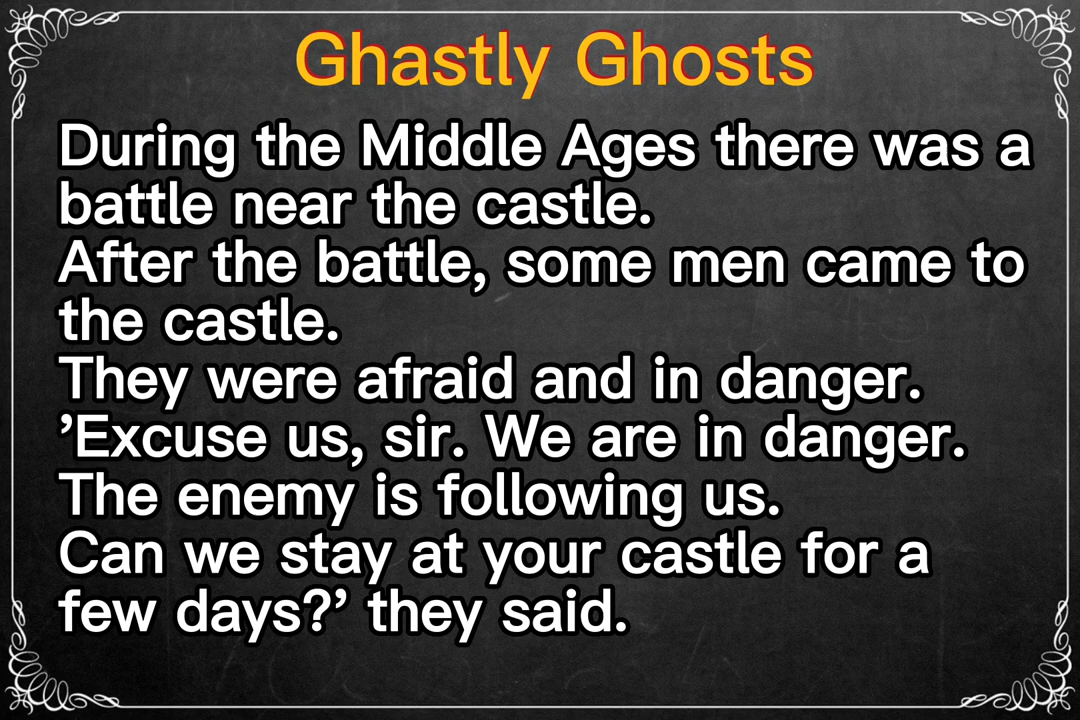 Ghastly Ghosts
During the Middle Ages there was a
battle near the castle.
After the battle, some men came to
the castle.
They were afraid and in danger.
’Excuse us, sir. We are in danger.
The enemy is following us.
Can we stay at your castle for a
few days?’ they said.